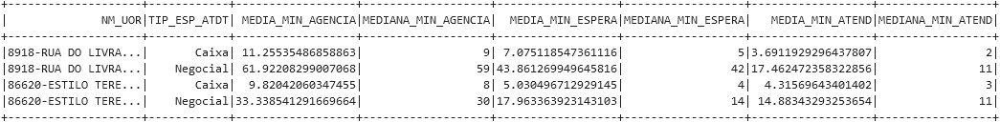 +-------------------+------------+-----------------+-------------------+------------------+------------------+------------------+-----------------+
|             NM_UOR|TIP_ESP_ATDT| MEDIA_MIN_AGENCIA|MEDIANA_MIN_AGENCIA|  MEDIA_MIN_ESPERA|MEDIANA_MIN_ESPERA|   MEDIA_MIN_ATEND|MEDIANA_MIN_ATEND|
+-------------------+------------+-----------------+-------------------+------------------+------------------+------------------+-----------------+
|8918-RUA DO LIVRA...|       Caixa| 11.25535486858863|                  9| 7.075118547361116|                 5|3.6911929296437807|                2|
|8918-RUA DO LIVRA...|    Negocial| 61.92208299007068|                 59|43.861269949645816|                42|17.462472358322856|               11|
|86620-ESTILO TERE...|       Caixa|  9.82042060347455|                  8| 5.030496712929145|                 4|  4.31569643401402|                3|
|86620-ESTILO TERE...|    Negocial|33.338541291669664|                 30|17.963363923143103|                14| 14.88343293253654|               11|
+-------------------+------------+-----------------+-------------------+------------------+------------------+------------------+-----------------+